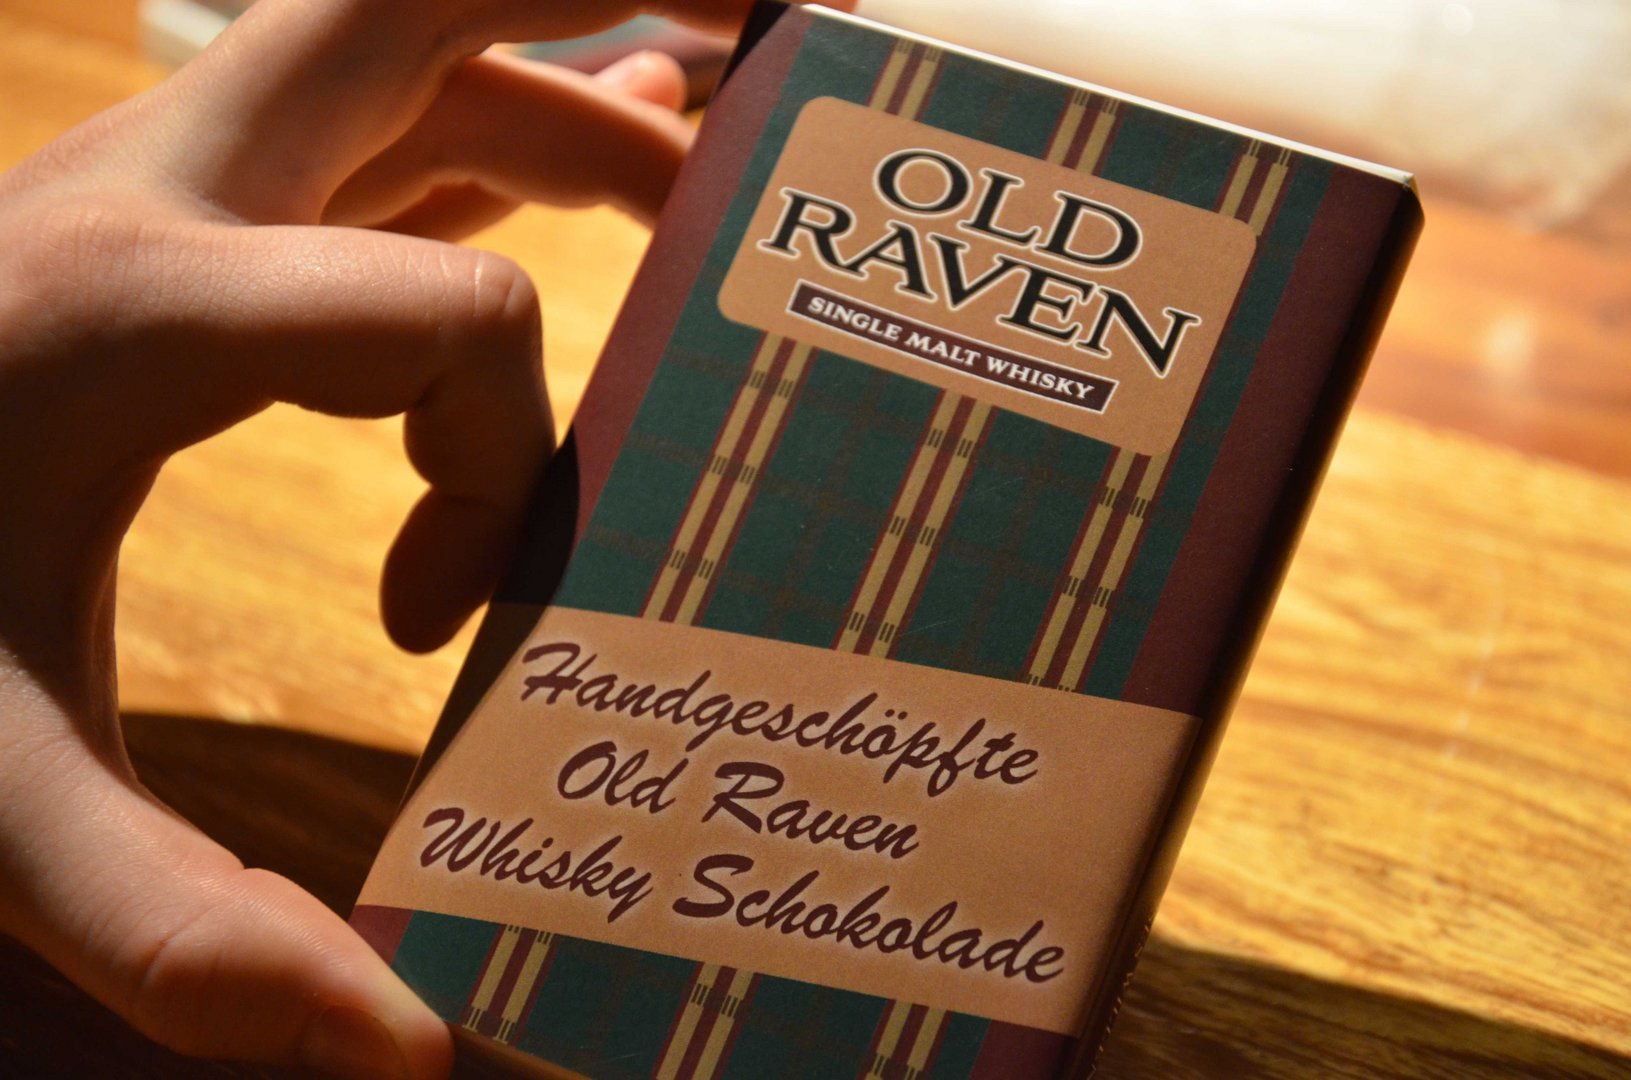 OLD
RAVEN
SINGLE MALT WHISKY
Handgeschöpfte
Old Raven
Whisky Schokolade